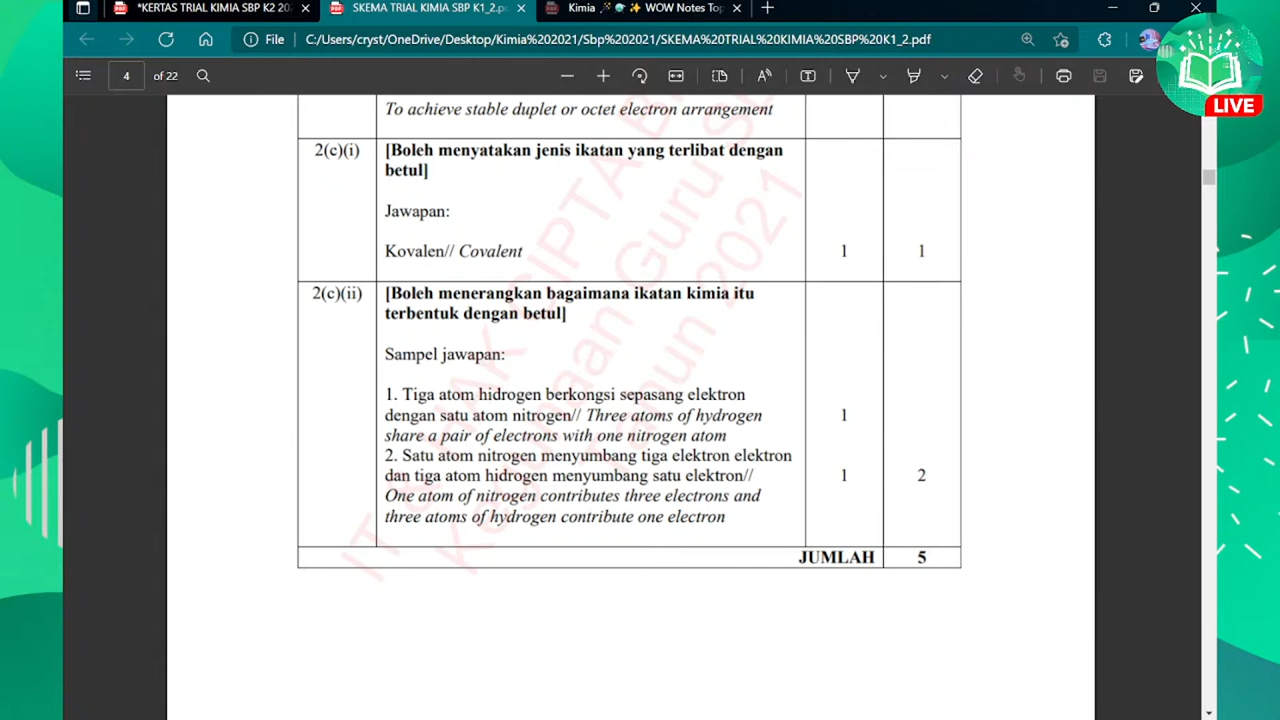 *KERTAS TRIAL KIMIA SBP K2 202
SKEMA TRIAL KIMIA SBP K1_2.pd
Kimia 🪄🎓✨ WOW Notes Top
File
C:/Users/cryst/OneDrive/Desktop/Kimia%202021/Sbp%202021/SKEMA%20TRIAL%20KIMIA%20SBP%20K1_2.pdf
4 of 22
LIVE
To achieve stable duplet or octet electron arrangement
2(c)(i)
[Boleh menyatakan jenis ikatan yang terlibat dengan
betul]
Jawapan:
Kovalen// Covalent
1
1
2(c)(ii)
[Boleh menerangkan bagaimana ikatan kimia itu
terbentuk dengan betul]
Sampel jawapan:
1. Tiga atom hidrogen berkongsi sepasang elektron
dengan satu atom nitrogen// Three atoms of hydrogen
1
share a pair of electrons with one nitrogen atom
2. Satu atom nitrogen menyumbang tiga elektron elektron
dan tiga atom hidrogen menyumbang satu elektron//
1
2
One atom of nitrogen contributes three electrons and
three atoms of hydrogen contribute one electron
JUMLAH
5